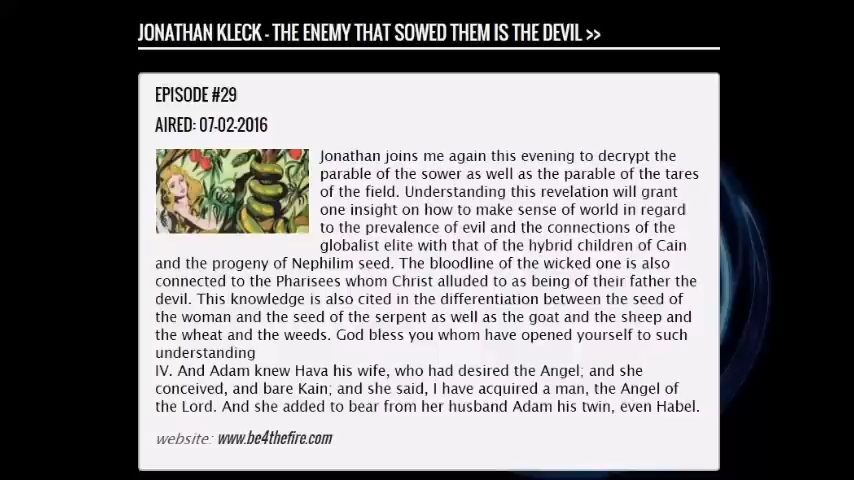 JONATHAN KLECK - THE ENEMY THAT SOWED THEM IS THE DEVIL >>
EPISODE #29
AIRED: 07-02-2016
Jonathan joins me again this evening to decrypt the
parable of the sower as well as the parable of the tares
of the field. Understanding this revelation will grant
one insight on how to make sense of world in regard
to the prevalence of evil and the connections of the
globalist elite with that of the hybrid children of Cain
and the progeny of Nephilim seed. The bloodline of the wicked one is also
connected to the Pharisees whom Christ alluded to as being of their father the
devil. This knowledge is also cited in the differentiation between the seed of
the woman and the seed of the serpent as well as the goat and the sheep and
the wheat and the weeds. God bless you whom have opened yourself to such
understanding
IV. And Adam knew Hava his wife, who had desired the Angel; and she
conceived, and bare Kain; and she said, I have acquired a man, the Angel of
the Lord. And she added to bear from her husband Adam his twin, even Habel.
website: www.be4thefire.com